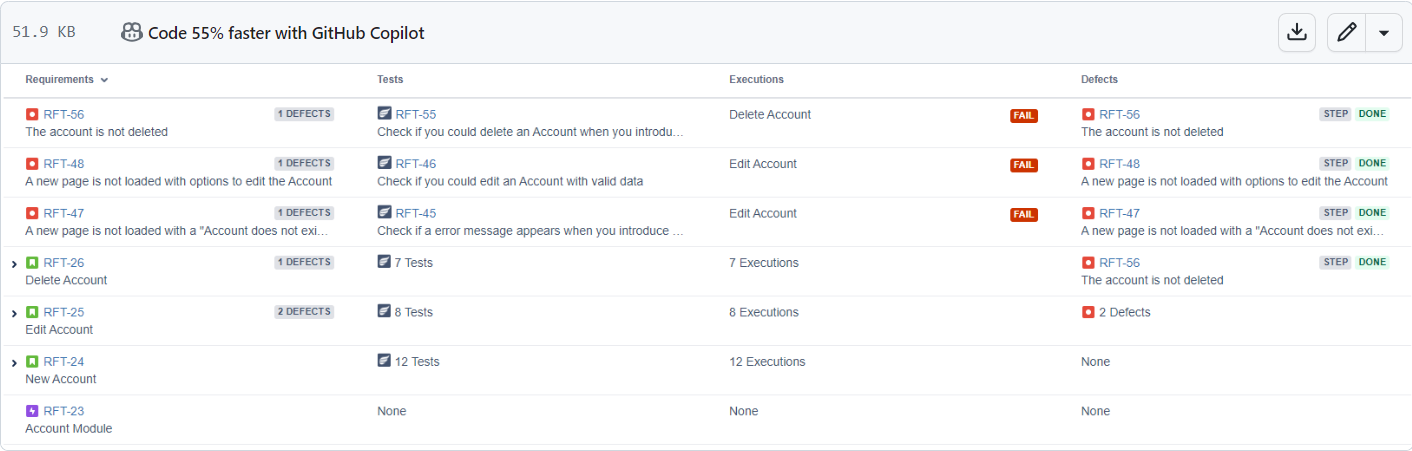 51.9 KB Code 55% faster with GitHub Copilot
Requirements Tests Executions Defects
RFT-56 1 DEFECTS RFT-55 Delete Account FAIL RFT-56 STEP DONE
The account is not deleted Check if you could delete an Account when you introdu... The account is not deleted
RFT-48 1 DEFECTS RFT-46 Edit Account FAIL RFT-48 STEP DONE
A new page is not loaded with options to edit the Account Check if you could edit an Account with valid data A new page is not loaded with options to edit the Account
RFT-47 1 DEFECTS RFT-45 Edit Account FAIL RFT-47 STEP DONE
A new page is not loaded with a "Account does not exi... Check if a error message appears when you introduce ... A new page is not loaded with a "Account does not exi...
RFT-26 1 DEFECTS 7 Tests 7 Executions RFT-56 STEP DONE
Delete Account The account is not deleted
RFT-25 2 DEFECTS 8 Tests 8 Executions 2 Defects
Edit Account
RFT-24 12 Tests 12 Executions None
New Account
RFT-23 None None None
Account Module